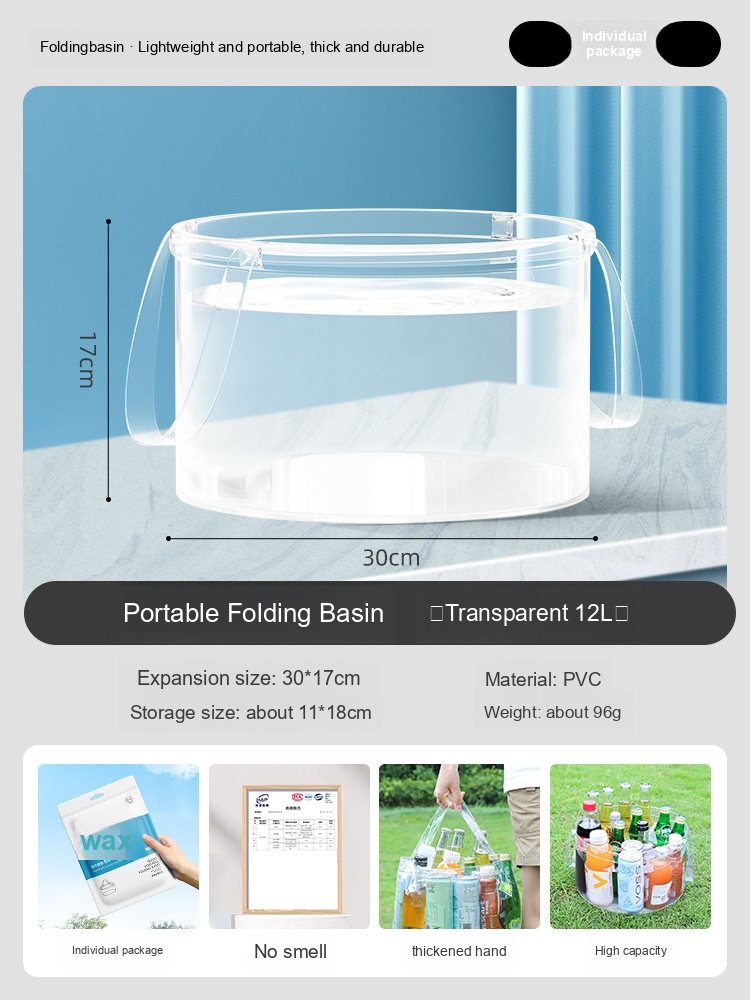 Foldingbasin · Lightweight and portable, thick and durable
Individual
package
17cm
30cm
Portable Folding Basin □Transparent 12L□
Expansion size: 30*17cm
Material: PVC
Storage size: about 11*18cm
Weight: about 96g
wax
VOSS
Individual package
No smell
thickened hand
High capacity